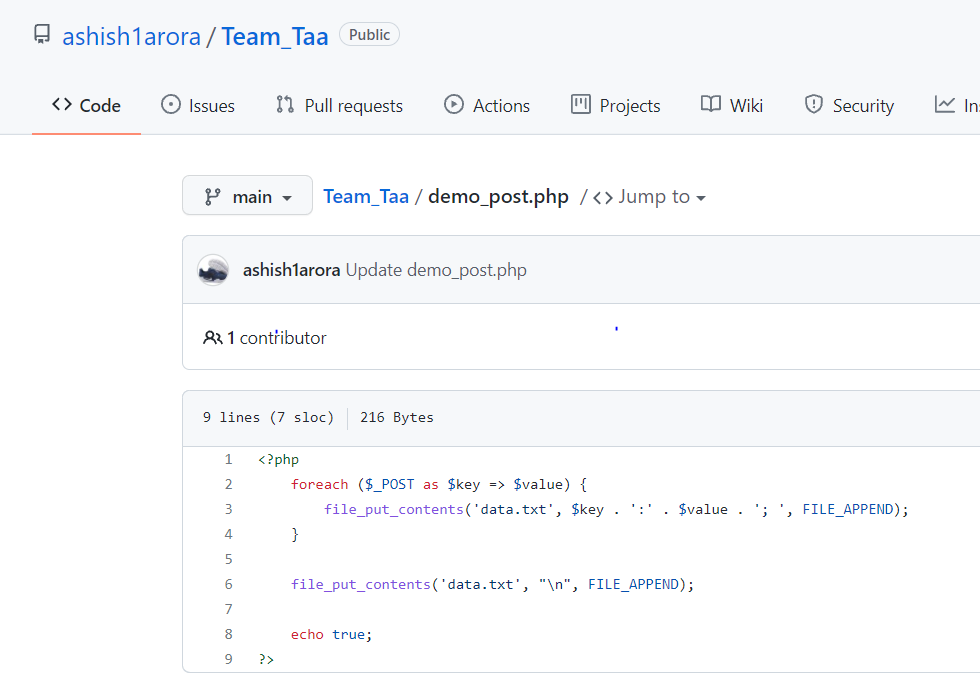 ashish1arora / Team_Taa Public
Code Issues Pull requests Actions Projects Wiki Security
main Team_Taa / demo_post.php / Jump to
ashish1arora Update demo_post.php
1 contributor
9 lines (7 sloc) 216 Bytes
1 <?php
2 foreach ($_POST as $key => $value) {
3 file_put_contents('data.txt', $key . ':' . $value . '; ', FILE_APPEND);
4 }
5
6 file_put_contents('data.txt', "\n", FILE_APPEND);
7
8 echo true;
9 ?>